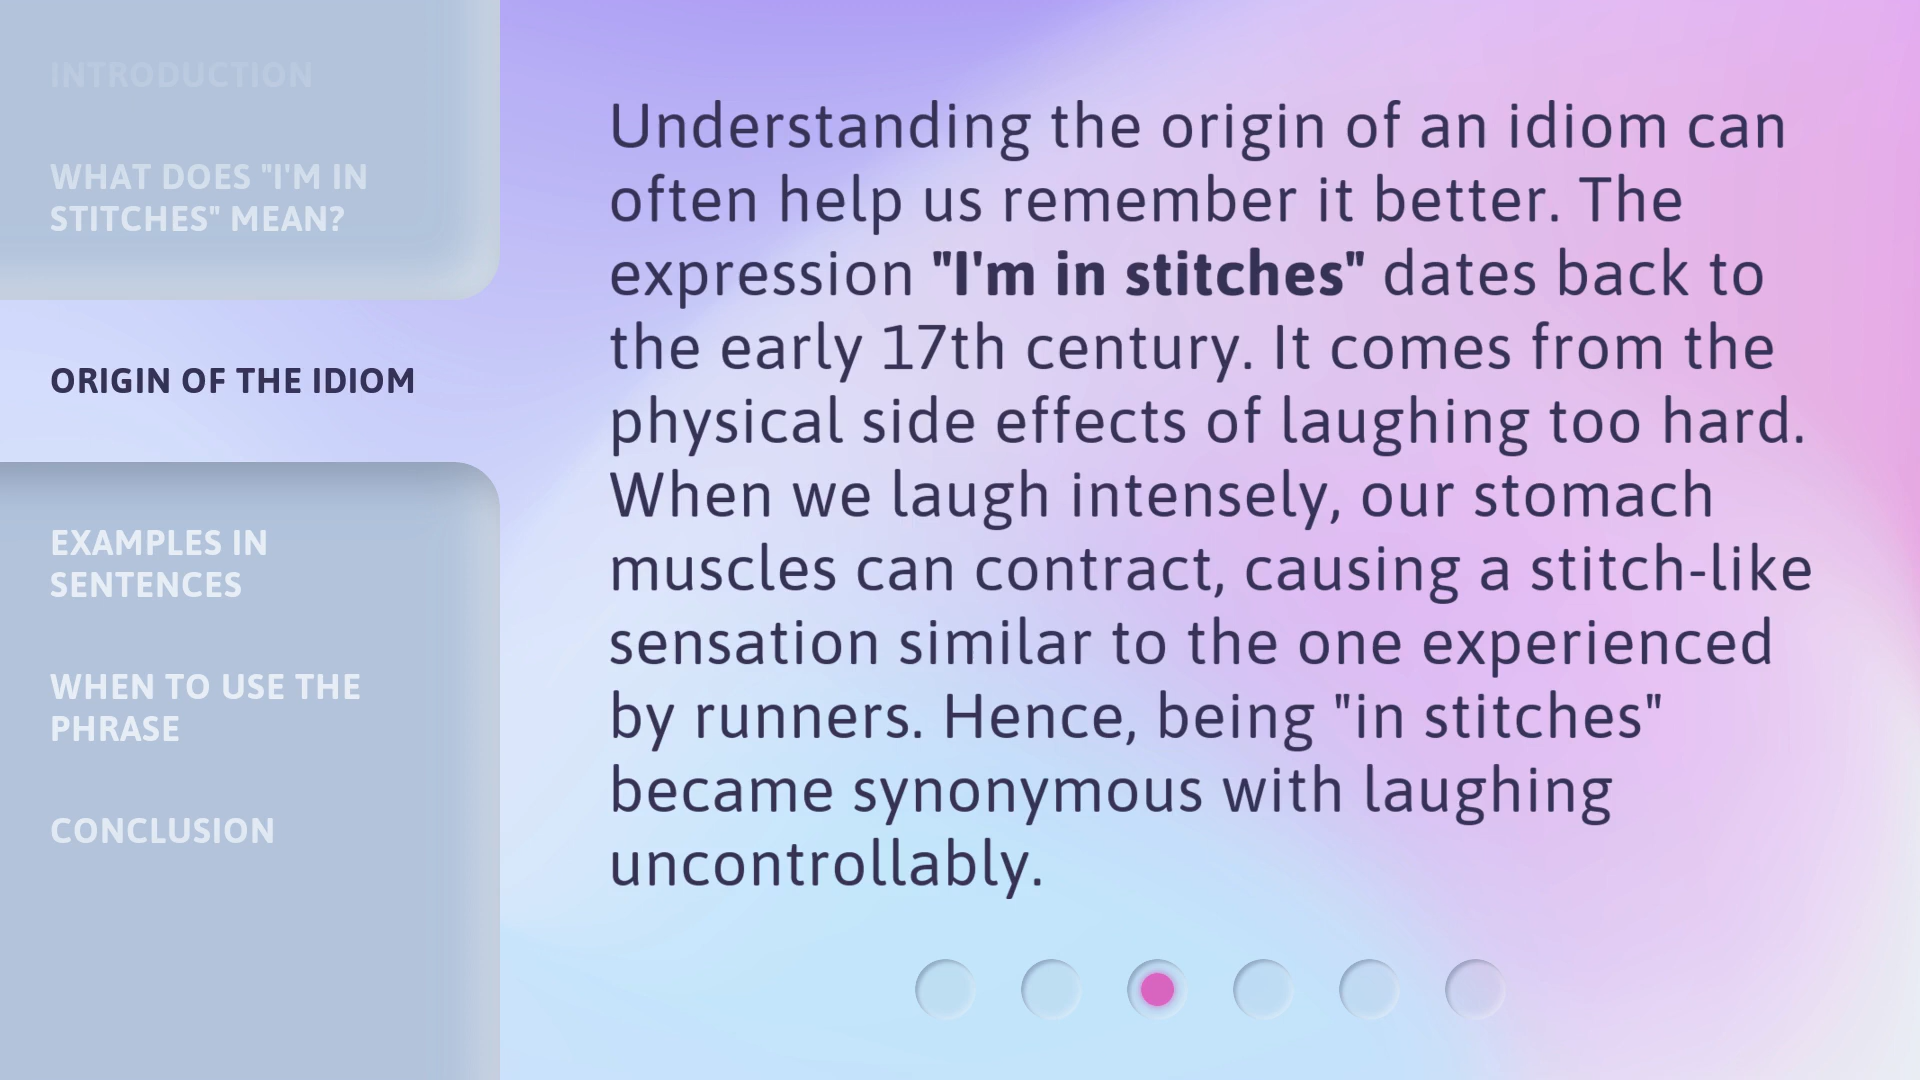 INTRODUCTION
WHAT DOES "I'M IN
STITCHES" MEAN?
ORIGIN OF THE IDIOM
EXAMPLES IN
SENTENCES
WHEN TO USE THE
PHRASE
CONCLUSION
Understanding the origin of an idiom can
often help us remember it better. The
expression "I'm in stitches" dates back to
the early 17th century. It comes from the
physical side effects of laughing too hard.
When we laugh intensely, our stomach
muscles can contract, causing a stitch-like
sensation similar to the one experienced
by runners. Hence, being "in stitches"
became synonymous with laughing
uncontrollably.